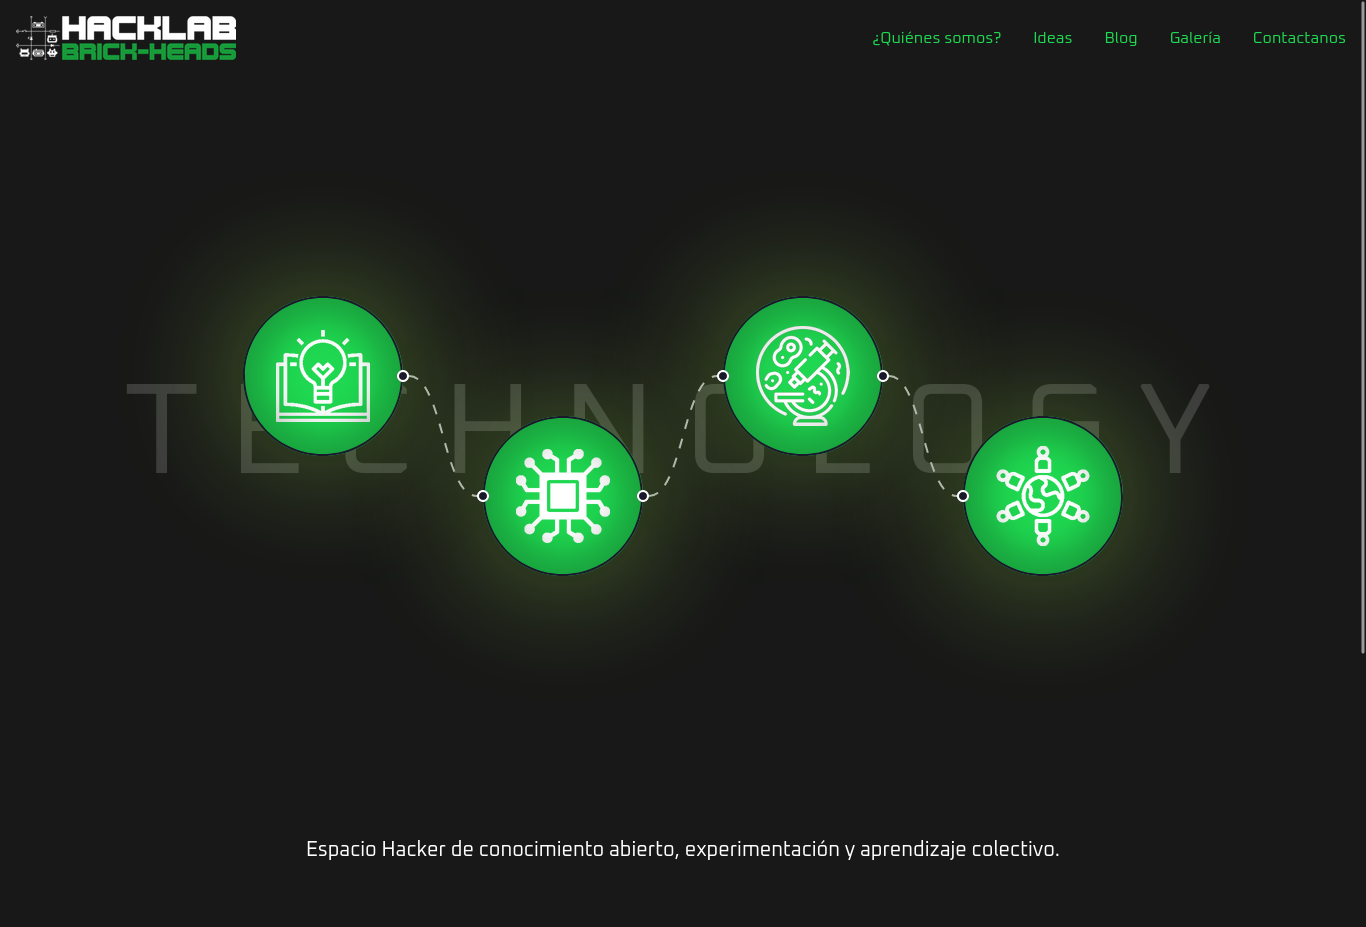 HACKLAB
BRICK-HEADS
¿Quiénes somos?
Ideas
Blog
Galería
Contactanos
TECHNOLOGY
Espacio Hacker de conocimiento abierto, experimentación y aprendizaje colectivo.